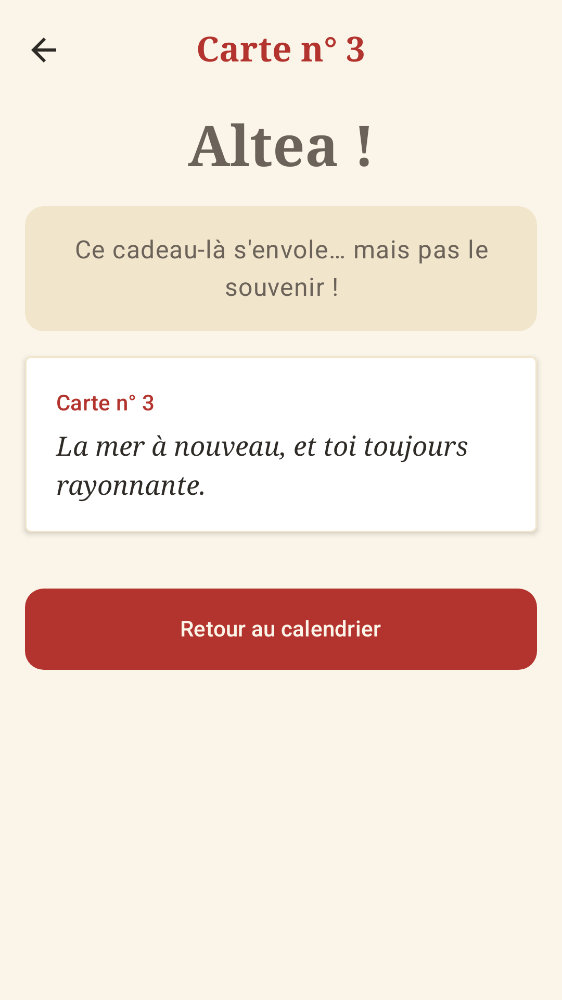 Carte n° 3
Altea !
Ce cadeau-là s'envole… mais pas le
souvenir !
Carte n° 3
La mer à nouveau, et toi toujours
rayonnante.
Retour au calendrier